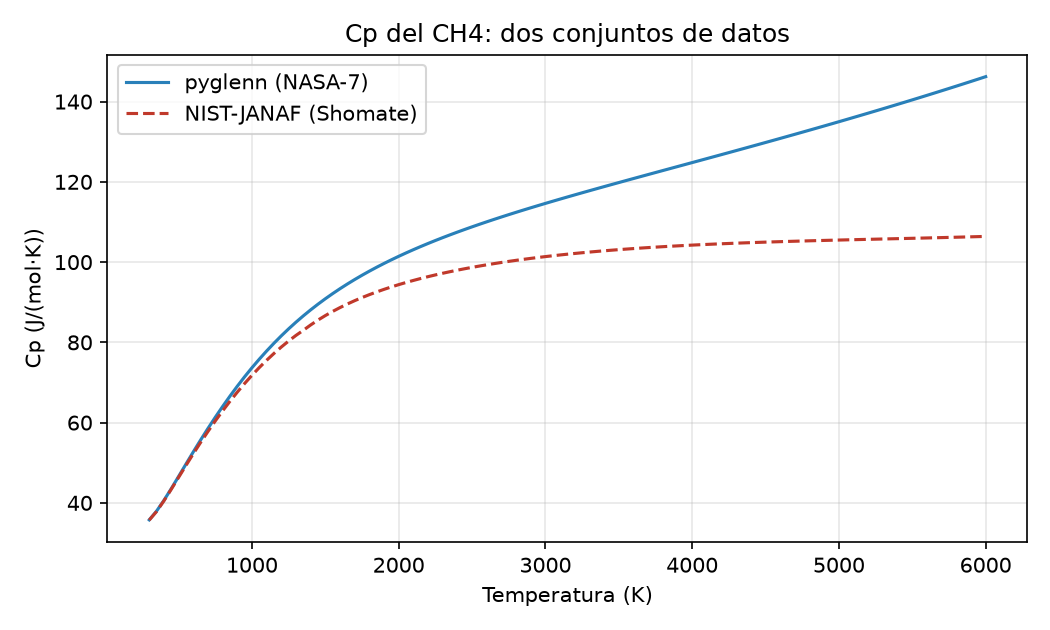 Cp del CH4: dos conjuntos de datos
pyglenn (NASA-7)
NIST-JANAF (Shomate)
Cp (J/(mol·K))
140
120
100
80
60
40
1000 2000 3000 4000 5000 6000
Temperatura (K)